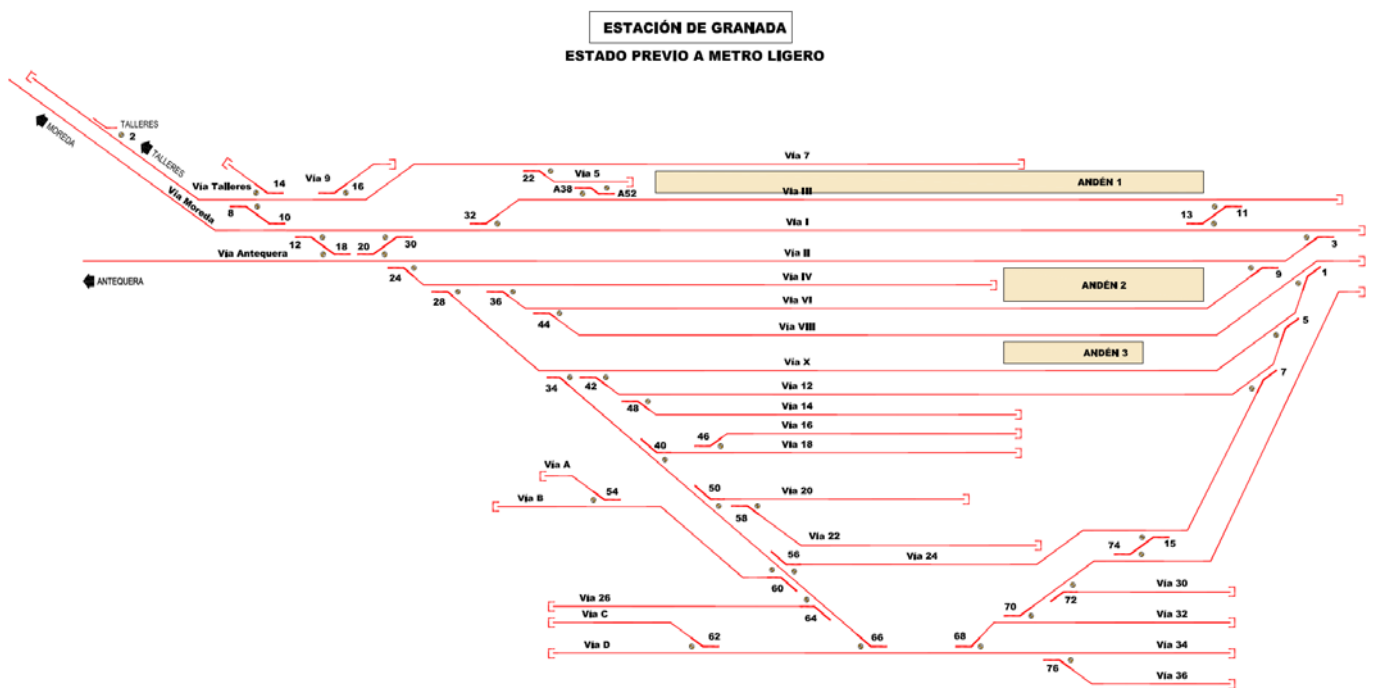 ESTACIÓN DE GRANADA
ESTADO PREVIO A METRO LIGERO
TALLERES
2
MOREDA
TALLERES
Vía 7
Vía 9
14
16
22
Vía 5
A38
A52
ANDÉN 1
Vía Talleres
Vía III
Vía Moreda
8
10
32
Vía I
13
11
12
18
20
30
3
Vía Antequera
Vía II
ANTEQUERA
24
Vía IV
9
1
ANDÉN 2
28
36
Vía VI
44
Vía VIII
5
ANDÉN 3
Vía X
7
34
42
Vía 12
48
Vía 14
46
Vía 16
40
Vía 18
Vía A
54
50
Vía 20
Vía B
58
Vía 22
74
15
56
Vía 24
60
Vía 30
72
Vía 26
64
70
Vía C
Vía 32
62
66
68
Vía D
Vía 34
76
Vía 36